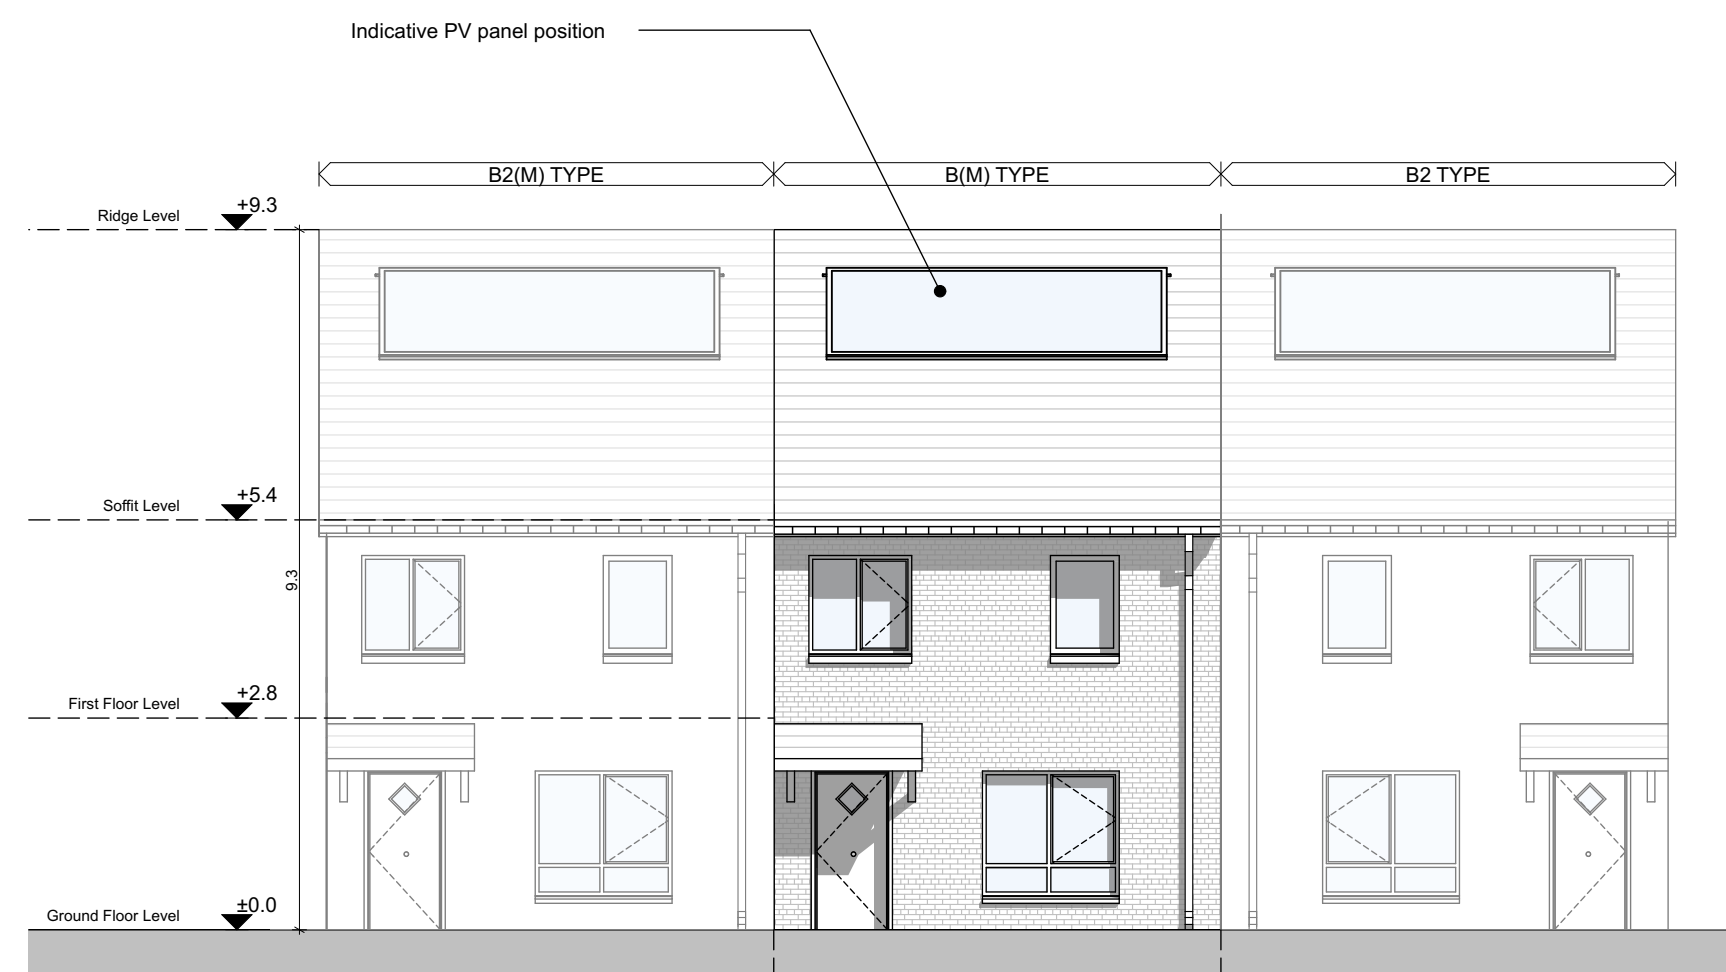 Indicative PV panel position
B2(M) TYPE
B(M) TYPE
B2 TYPE
Ridge Level
+9.3
Soffit Level
+5.4
9.3
First Floor Level
+2.8
Ground Floor Level
±0.0